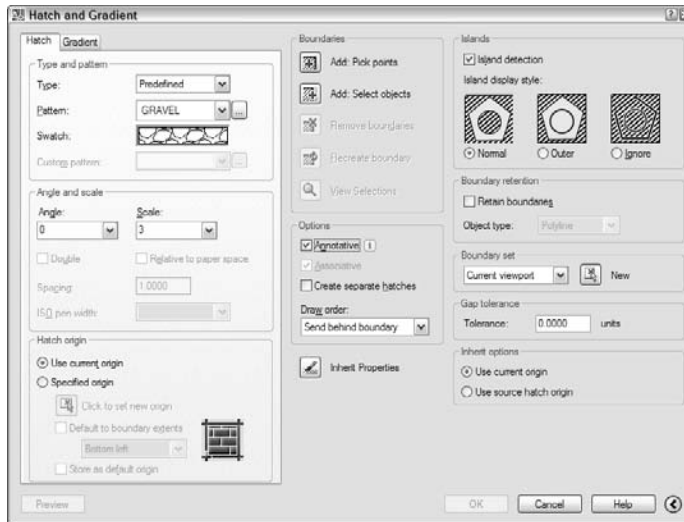 Hatch and Gradient
Hatch
Gradient
Type and pattern
Type:
Predefined
Pattern:
GRAVEL
...
Swatch:
Custom pattern:
...
Angle and scale
Angle:
Scale:
0
3
Double
Relative to paper space
Spacing:
1.0000
ISO pen width:
Hatch origin
Use current origin
Specified origin
Click to set new origin
Default to boundary extents
Bottom left
Store as default origin
Preview
Boundaries
Add: Pick points
Add: Select objects
Remove boundaries
Recreate boundary
View Selections
Options
Annotative
Associative
Create separate hatches
Draw order:
Send behind boundary
Inherit Properties
Islands
Island detection
Island display style:
Normal
Outer
Ignore
Boundary retention
Retain boundaries
Object type:
Polyline
Boundary set
Current viewport
New
Gap tolerance
Tolerance:
0.0000
units
Inherit options
Use current origin
Use source hatch origin
OK
Cancel
Help